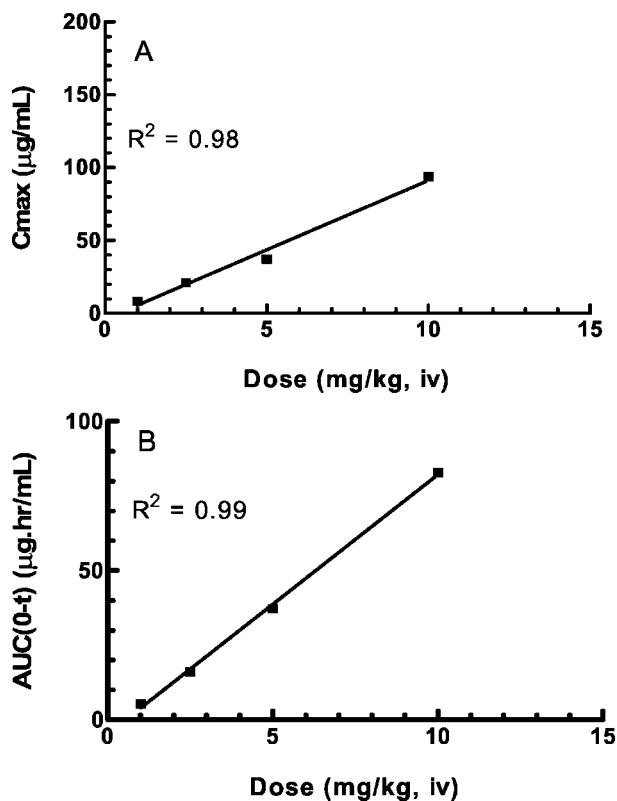 A
R² = 0.98
Cmax (μg/mL)
200
150
100
50
0
0 5 10 15
Dose (mg/kg, iv)
B
R² = 0.99
AUC(0-t) (μg.hr/mL)
100
50
0
0 5 10 15
Dose (mg/kg, iv)